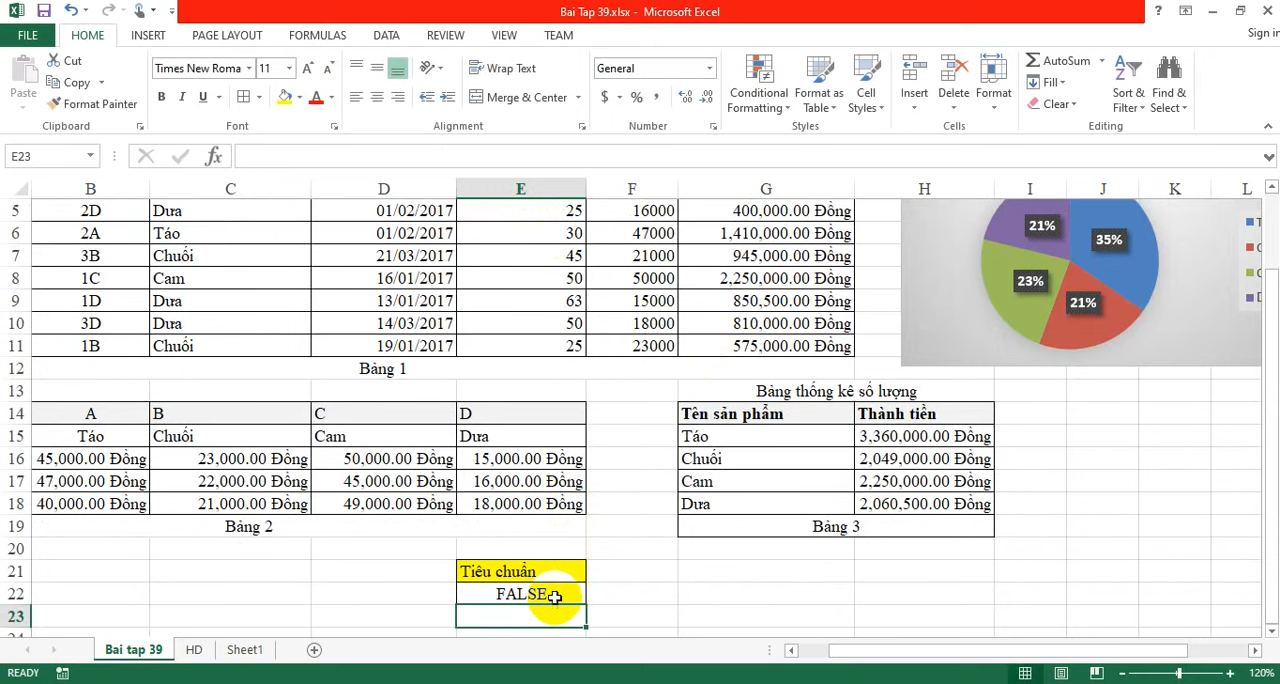 Bai Tap 39.xlsx - Microsoft Excel ?
FILE HOME INSERT PAGE LAYOUT FORMULAS DATA REVIEW VIEW TEAM Sign in
Paste Cut Copy Format Painter Clipboard
Times New Roma 11 A A B I U A Font
Wrap Text Merge & Center Alignment
General $ % , Number
Conditional Formatting Format as Table Cell Styles Styles
Insert Delete Format Cells
AutoSum Fill Clear Sort & Filter Find & Select Editing
E23 fx
B C D E F G H I J K L
5 2D Dưa 01/02/2017 25 16000 400,000.00 Đồng
6 2A Táo 01/02/2017 30 47000 1,410,000.00 Đồng
7 3B Chuối 21/03/2017 45 21000 945,000.00 Đồng
8 1C Cam 16/01/2017 50 50000 2,250,000.00 Đồng
9 1D Dưa 13/01/2017 63 15000 850,500.00 Đồng
10 3D Dưa 14/03/2017 50 18000 810,000.00 Đồng
11 1B Chuối 19/01/2017 25 23000 575,000.00 Đồng
21% 35% 23% 21%
12 Bảng 1
13 Bảng thống kê số lượng
14 A B C D Tên sản phẩm Thành tiền
15 Táo Chuối Cam Dưa Táo 3,360,000.00 Đồng
16 45,000.00 Đồng 23,000.00 Đồng 50,000.00 Đồng 15,000.00 Đồng Chuối 2,049,000.00 Đồng
17 47,000.00 Đồng 22,000.00 Đồng 45,000.00 Đồng 16,000.00 Đồng Cam 2,250,000.00 Đồng
18 40,000.00 Đồng 21,000.00 Đồng 49,000.00 Đồng 18,000.00 Đồng Dưa 2,060,500.00 Đồng
19 Bảng 2 Bảng 3
20
21 Tiêu chuẩn
22 FALSE
23
Bai tap 39 HD Sheet1
READY 120%